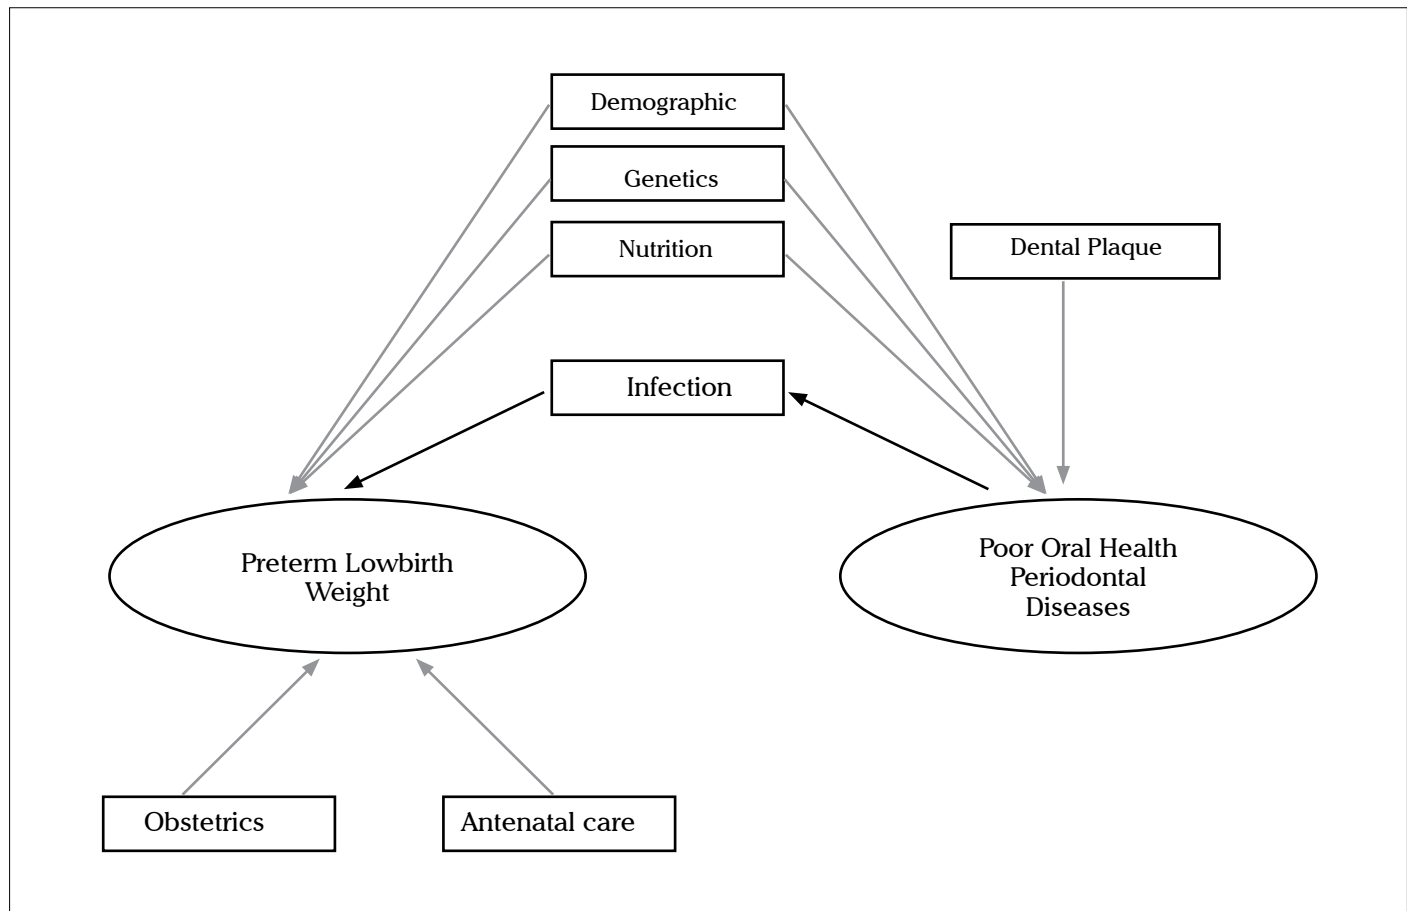 Demographic
Genetics
Nutrition
Dental Plaque
Infection
Preterm Lowbirth
Weight
Poor Oral Health
Periodontal
Diseases
Obstetrics
Antenatal care